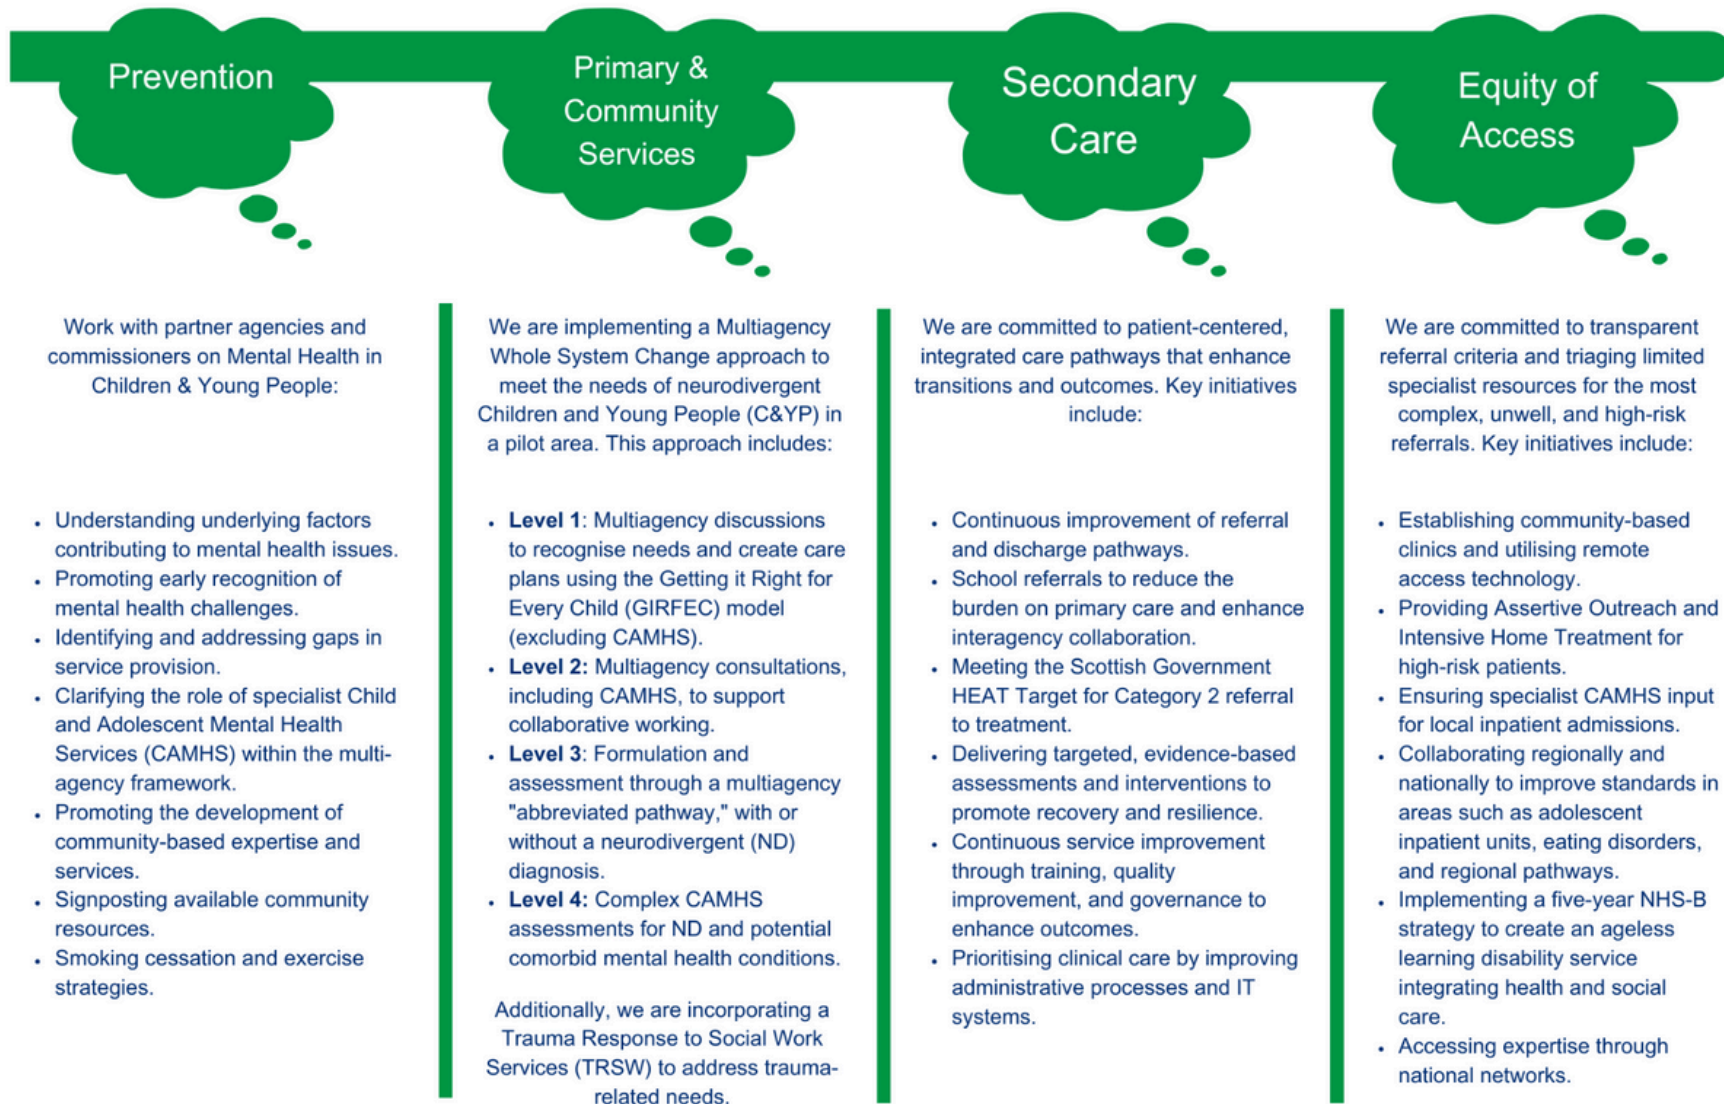 Prevention
Work with partner agencies and
commissioners on Mental Health in
Children & Young People:
• Understanding underlying factors
contributing to mental health issues.
• Promoting early recognition of
mental health challenges.
• Identifying and addressing gaps in
service provision.
• Clarifying the role of specialist Child
and Adolescent Mental Health
Services (CAMHS) within the multi-
agency framework.
• Promoting the development of
community-based expertise and
services.
• Signposting available community
resources.
• Smoking cessation and exercise
strategies.
Primary &
Community
Services
We are implementing a Multiagency
Whole System Change approach to
meet the needs of neurodivergent
Children and Young People (C&YP) in
a pilot area. This approach includes:
• Level 1: Multiagency discussions
to recognise needs and create care
plans using the Getting it Right for
Every Child (GIRFEC) model
(excluding CAMHS).
• Level 2: Multiagency consultations,
including CAMHS, to support
collaborative working.
• Level 3: Formulation and
assessment through a multiagency
"abbreviated pathway," with or
without a neurodivergent (ND)
diagnosis.
• Level 4: Complex CAMHS
assessments for ND and potential
comorbid mental health conditions.
Additionally, we are incorporating a
Trauma Response to Social Work
Services (TRSW) to address trauma-
related needs.
Secondary
Care
We are committed to patient-centered,
integrated care pathways that enhance
transitions and outcomes. Key initiatives
include:
• Continuous improvement of referral
and discharge pathways.
• School referrals to reduce the
burden on primary care and enhance
interagency collaboration.
• Meeting the Scottish Government
HEAT Target for Category 2 referral
to treatment.
• Delivering targeted, evidence-based
assessments and interventions to
promote recovery and resilience.
• Continuous service improvement
through training, quality
improvement, and governance to
enhance outcomes.
• Prioritising clinical care by improving
administrative processes and IT
systems.
Equity of
Access
We are committed to transparent
referral criteria and triaging limited
specialist resources for the most
complex, unwell, and high-risk
referrals. Key initiatives include:
• Establishing community-based
clinics and utilising remote
access technology.
• Providing Assertive Outreach and
Intensive Home Treatment for
high-risk patients.
• Ensuring specialist CAMHS input
for local inpatient admissions.
• Collaborating regionally and
nationally to improve standards in
areas such as adolescent
inpatient units, eating disorders,
and regional pathways.
• Implementing a five-year NHS-B
strategy to create an ageless
learning disability service
integrating health and social
care.
• Accessing expertise through
national networks.